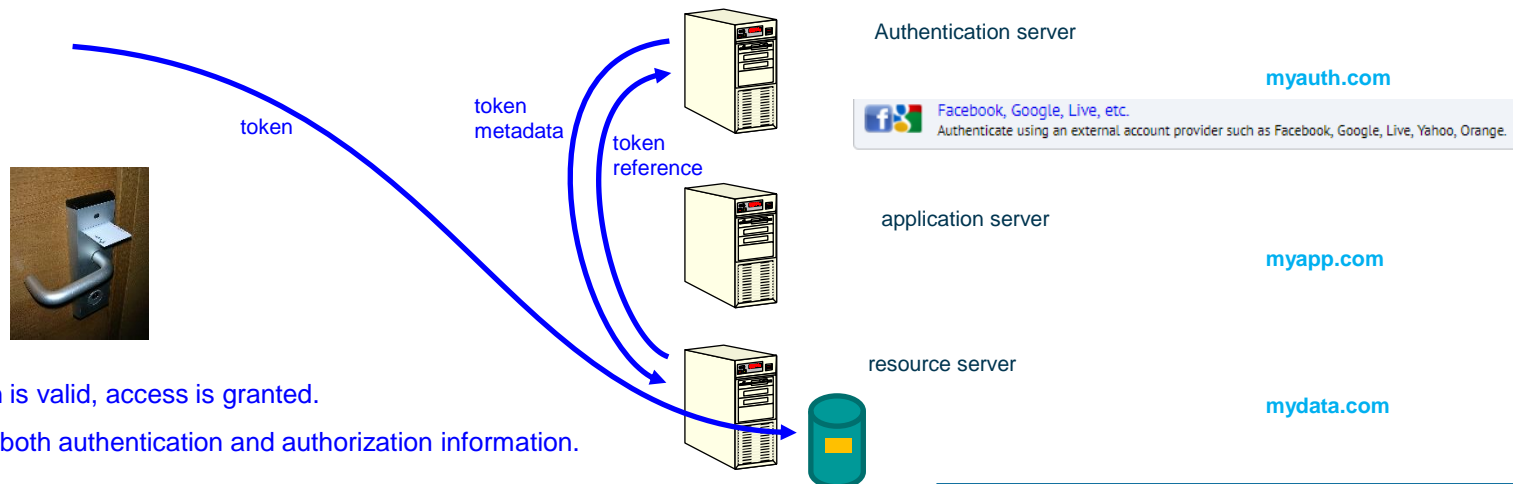 Authentication server
myauth.com
token
metadata
token
token
reference
Facebook, Google, Live, etc.
Authenticate using an external account provider such as Facebook, Google, Live, Yahoo, Orange.
application server
myapp.com
resource server
is valid, access is granted.
mydata.com
both authentication and authorization information.